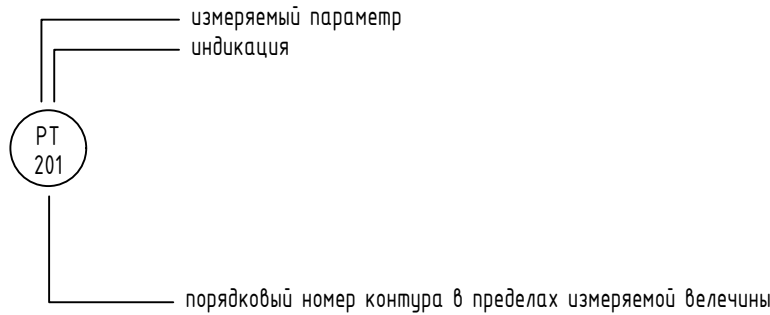 измеряемый параметр
индикация
PT
201
порядковый номер контура в пределах измеряемой велечины